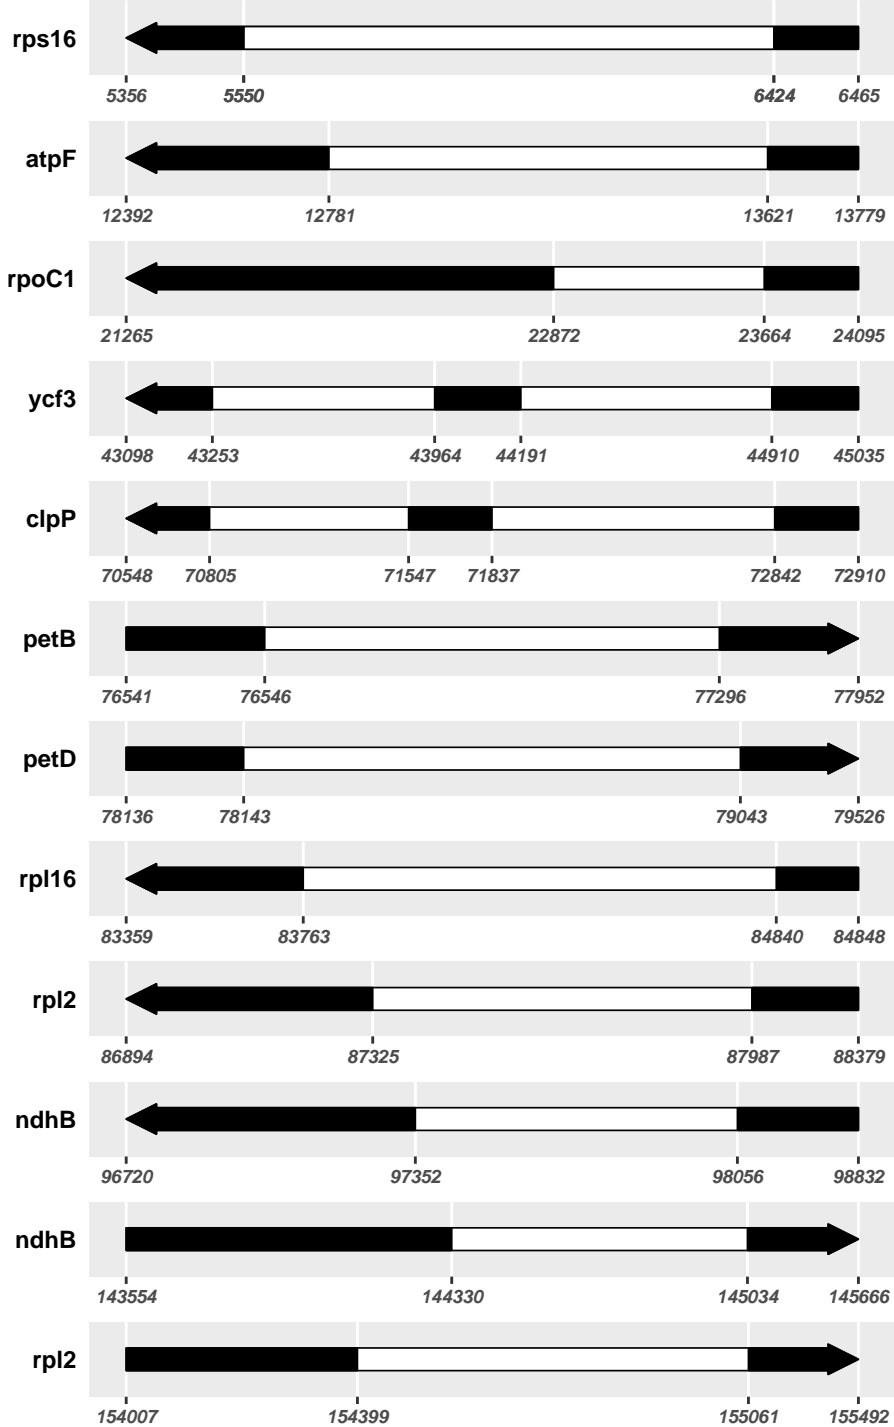 rps16
5356 5550 6424 6465
atpF
12392 12781 13621 13779
rpoC1
21265 22872 23664 24095
ycf3
43098 43253 43964 44191 44910 45035
clpP
70548 70805 71547 71837 72842 72910
petB
76541 76546 77296 77952
petD
78136 78143 79043 79526
rpl16
83359 83763 84840 84848
rpl2
86894 87325 87987 88379
ndhB
96720 97352 98056 98832
ndhB
143554 144330 145034 145666
rpl2
154007 154399 155061 155492